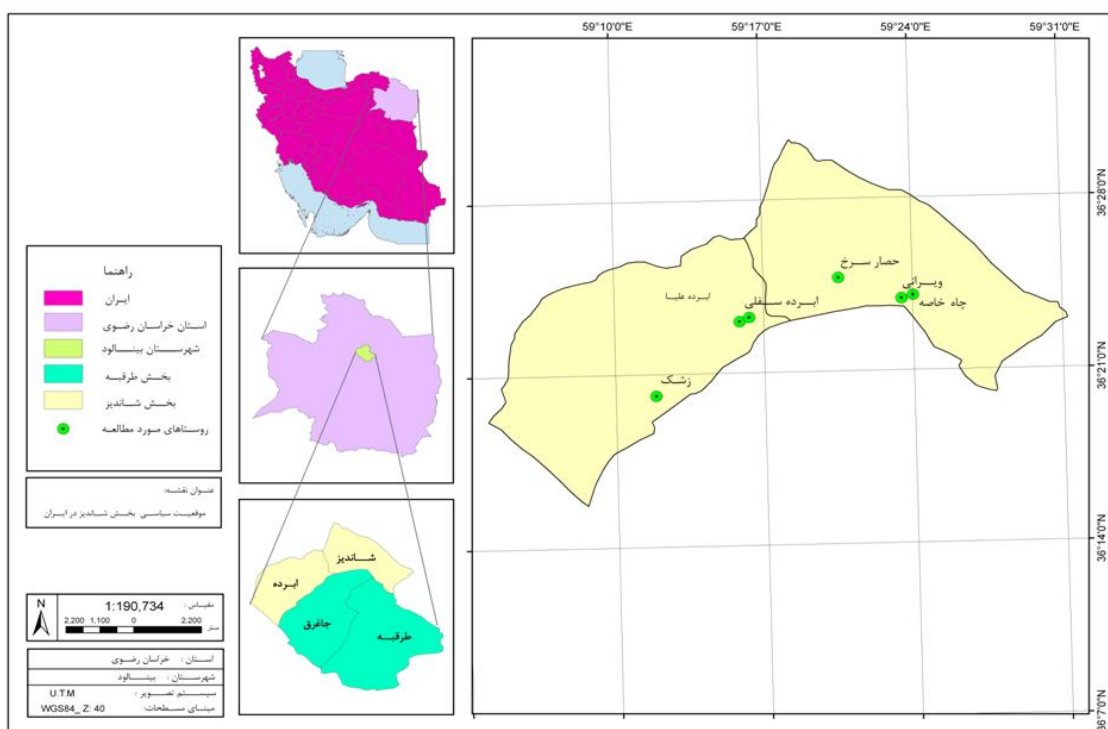 راهنما
ایران
استان خراسان رضوی
شهرستان بینالود
بخش طرقبه
بخش شاندیز
روستاهای مورد مطالعه
عنوان نقشه:
موقعیت سیاسی بخش شاندیز در ایران
N
مقیاس : 1:190,734
2,200 1,100 0 2,200 متر
استان : خراسان رضوی
شهرستان : بینالود
سیستم تصویر : U.T.M
مبنای سطحات: WGS84_ Z: 40
شاندیز
ابرده
جاغرق
طرقبه
59°10'0"E 59°17'0"E 59°24'0"E 59°31'0"E
36°28'0"N
36°21'0"N
36°14'0"N
36°7'0"N
حصار سرخ
ویرانی
چاه خاصه
ابرده علیا
ابرده سفلی
زشک